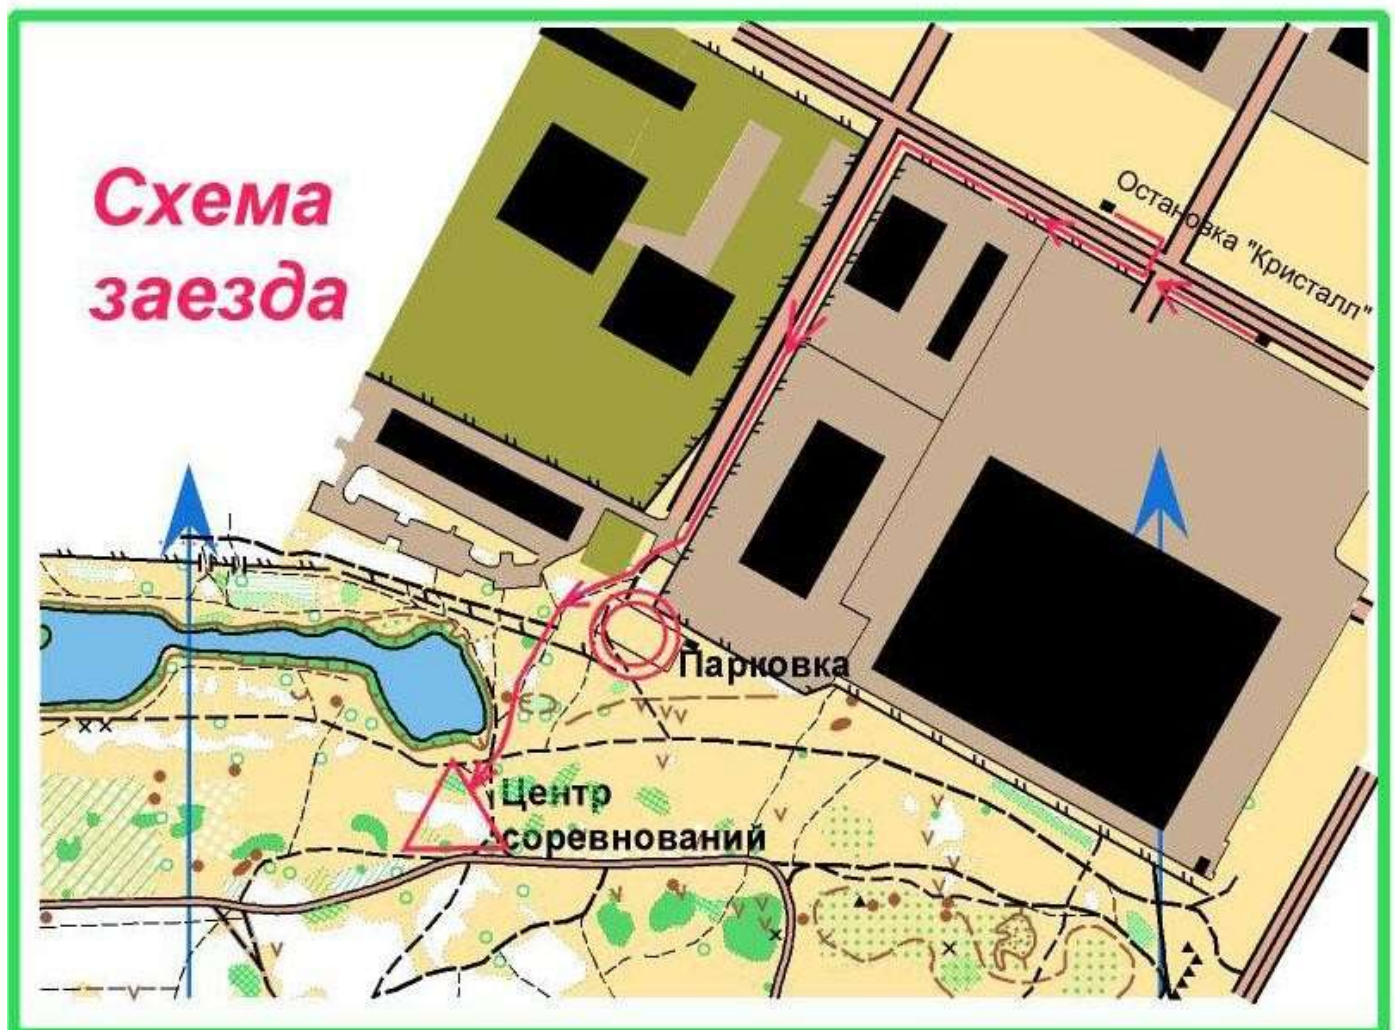 Схема
заезда
Остановка "Кристалл"
Парковка
Центр
соревнований